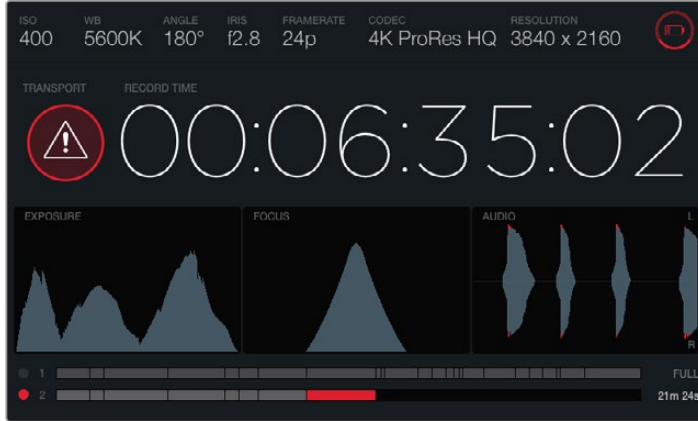 ISO WB ANGLE IRIS FRAMERATE CODEC RESOLUTION
400 5600K 180° f2.8 24p 4K ProRes HQ 3840 x 2160
TRANSPORT RECORD TIME
00:06:35:02
EXPOSURE FOCUS AUDIO L
R
1 FULL
2 21m 24s